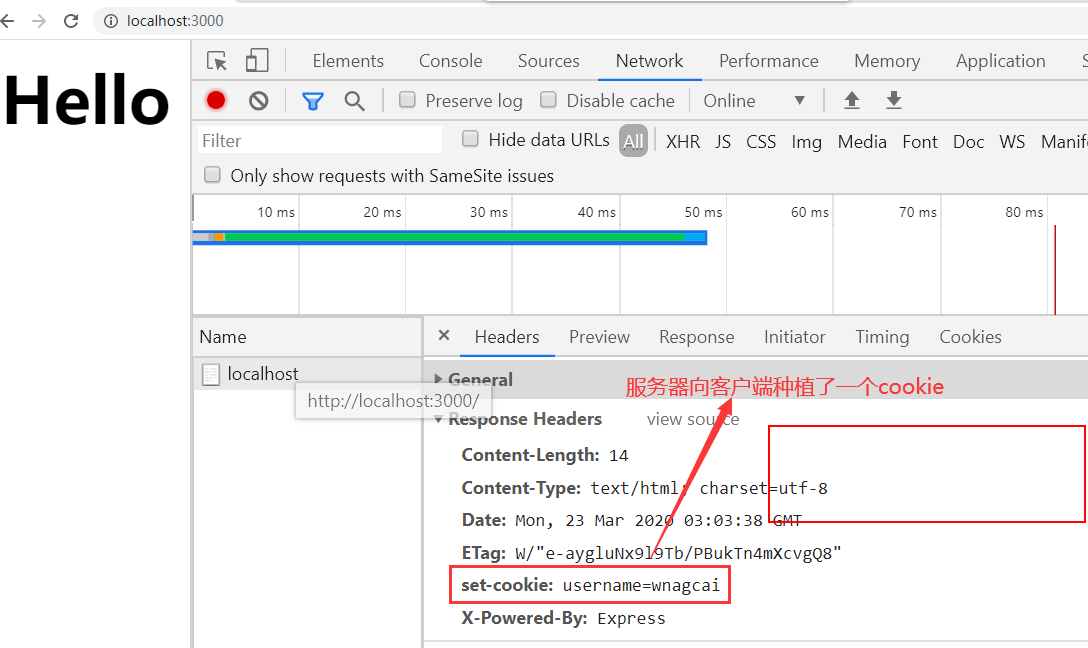 localhost:3000
Hello
Elements Console Sources Network Performance Memory Application S
Preserve log Disable cache Online
Filter Hide data URLs All XHR JS CSS Img Media Font Doc WS Manife
Only show requests with SameSite issues
10 ms 20 ms 30 ms 40 ms 50 ms 60 ms 70 ms 80 ms
Name
localhost
http://localhost:3000/
Headers Preview Response Initiator Timing Cookies
General
服务器向客户端种植了一个cookie
Response Headers view source
Content-Length: 14
Content-Type: text/html; charset=utf-8
Date: Mon, 23 Mar 2020 03:03:38 GMT
ETag: W/"e-aygluNx9l9Tb/PBukTn4mXcvgQ8"
set-cookie: username=wnagcai
X-Powered-By: Express